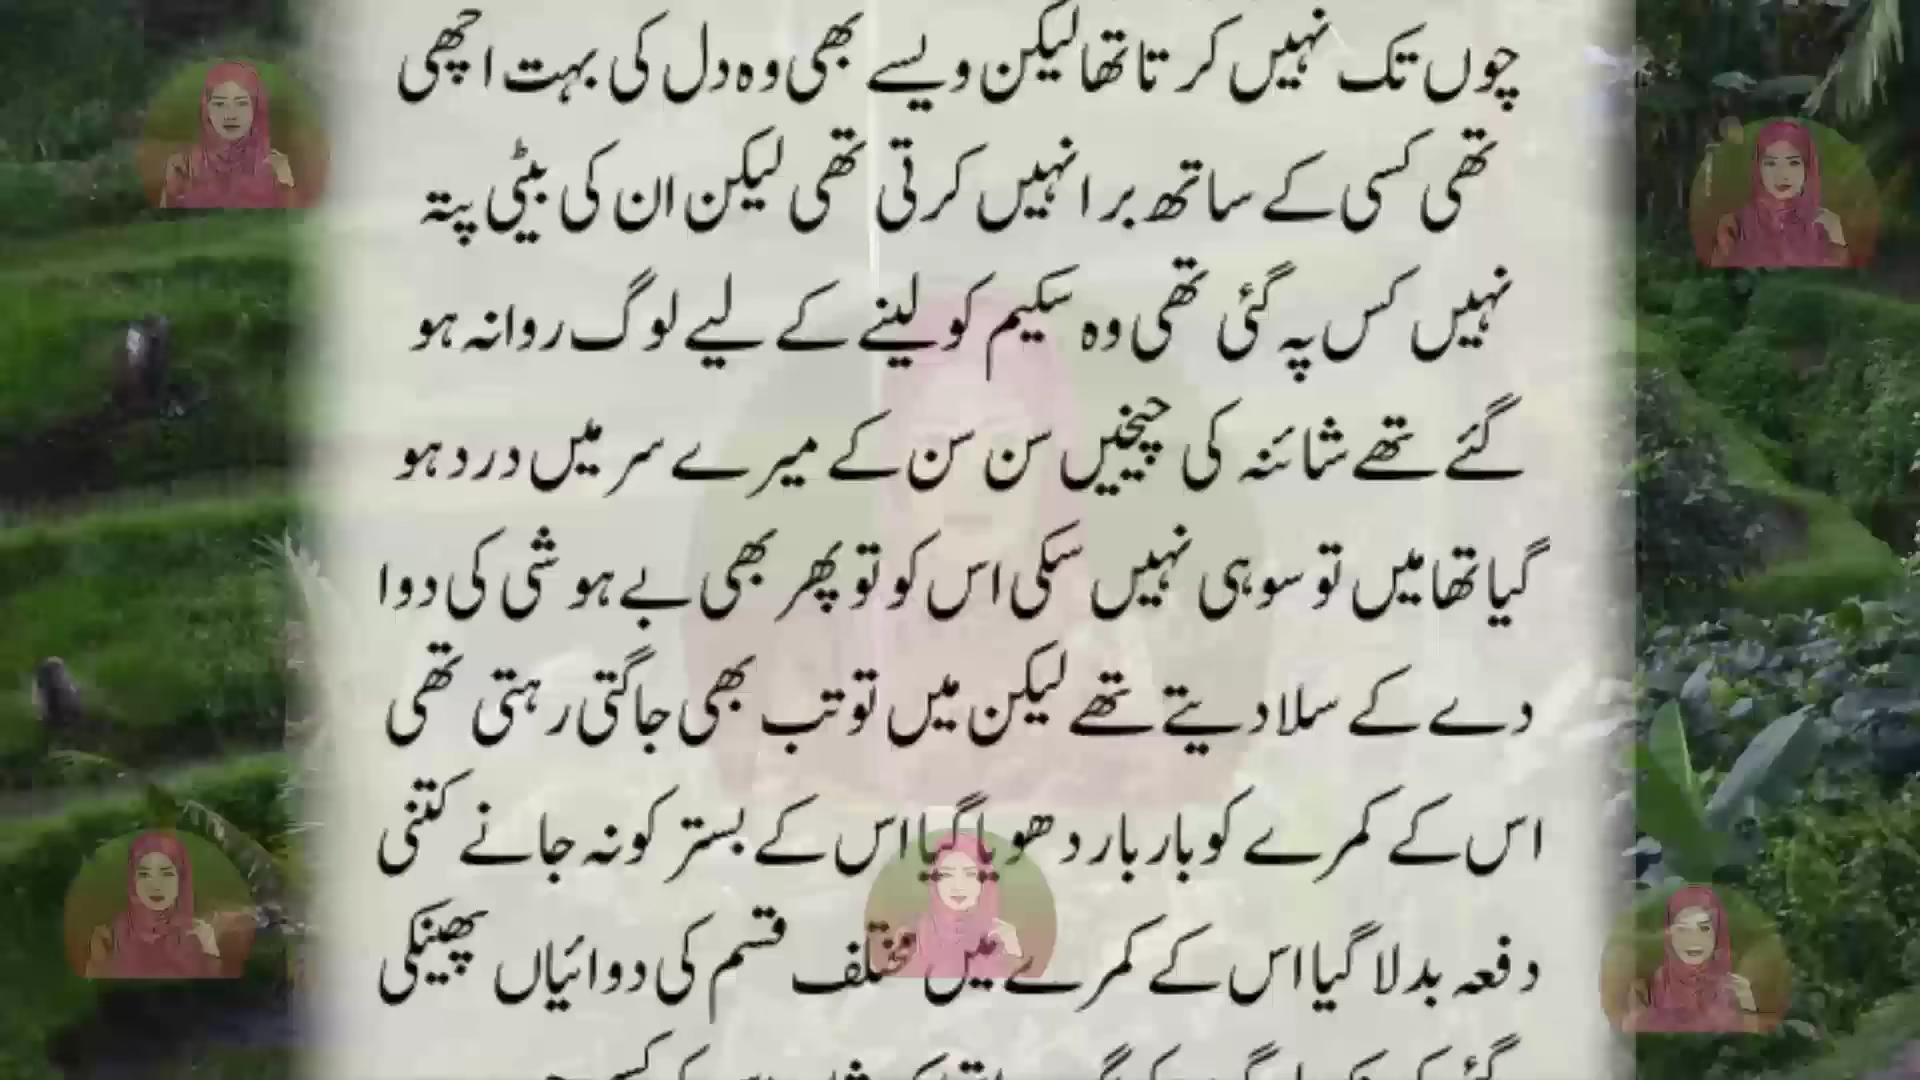 چوں تک نہیں کرتا تھا لیکن ویسے بھی وہ دل کی بہت اچھی
تھی کسی کے ساتھ برا نہیں کرتی تھی لیکن ان کی بیٹی پتہ
نہیں کس پہ گئی تھی وہ سکیم کو لینے کے لیے لوگ روانہ ہو
گئے تھے شائنہ کی چیخیں سن سن کے میرے سر میں درد ہو
گیا تھا میں تو سو ہی نہیں سکی اس کو تو پھر بھی بے ہوشی کی دوا
دے کے سلا دیتے تھے لیکن میں تو تب بھی جاگتی رہتی تھی
اس کے کمرے کو بار بار دھویا گیا اس کے بستر کو نہ جانے کتنی
دفعہ بدلا گیا اس کے کمرے میں مختلف قسم کی دوائیاں پھینکی